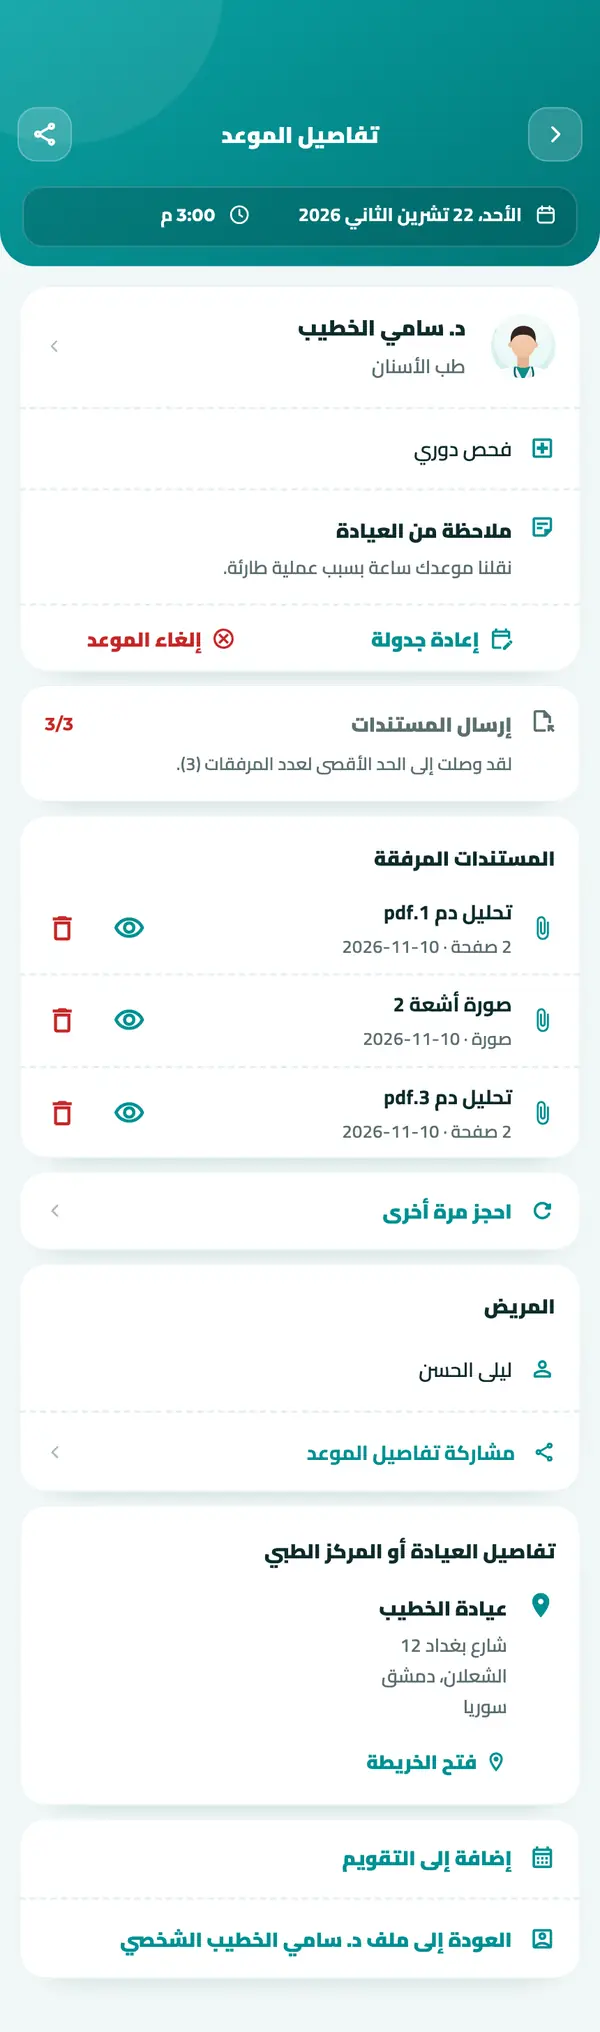 تفاصيل الموعد
الأحد، 22 تشرين الثاني 2026 3:00 م
د. سامي الخطيب
طب الأسنان
فحص دوري
ملاحظة من العيادة
نقلنا موعدك ساعة بسبب عملية طارئة.
إعادة جدولة إلغاء الموعد
إرسال المستندات 3/3
لقد وصلت إلى الحد الأقصى لعدد المرفقات (3).
المستندات المرفقة
تحليل دم 1.pdf
2 صفحة · 10-11-2026
صورة أشعة 2
صورة · 10-11-2026
تحليل دم 3.pdf
2 صفحة · 10-11-2026
احجز مرة أخرى
المريض
ليلى الحسن
مشاركة تفاصيل الموعد
تفاصيل العيادة أو المركز الطبي
عيادة الخطيب
شارع بغداد 12
الشعلان، دمشق
سوريا
فتح الخريطة
إضافة إلى التقويم
العودة إلى ملف د. سامي الخطيب الشخصي